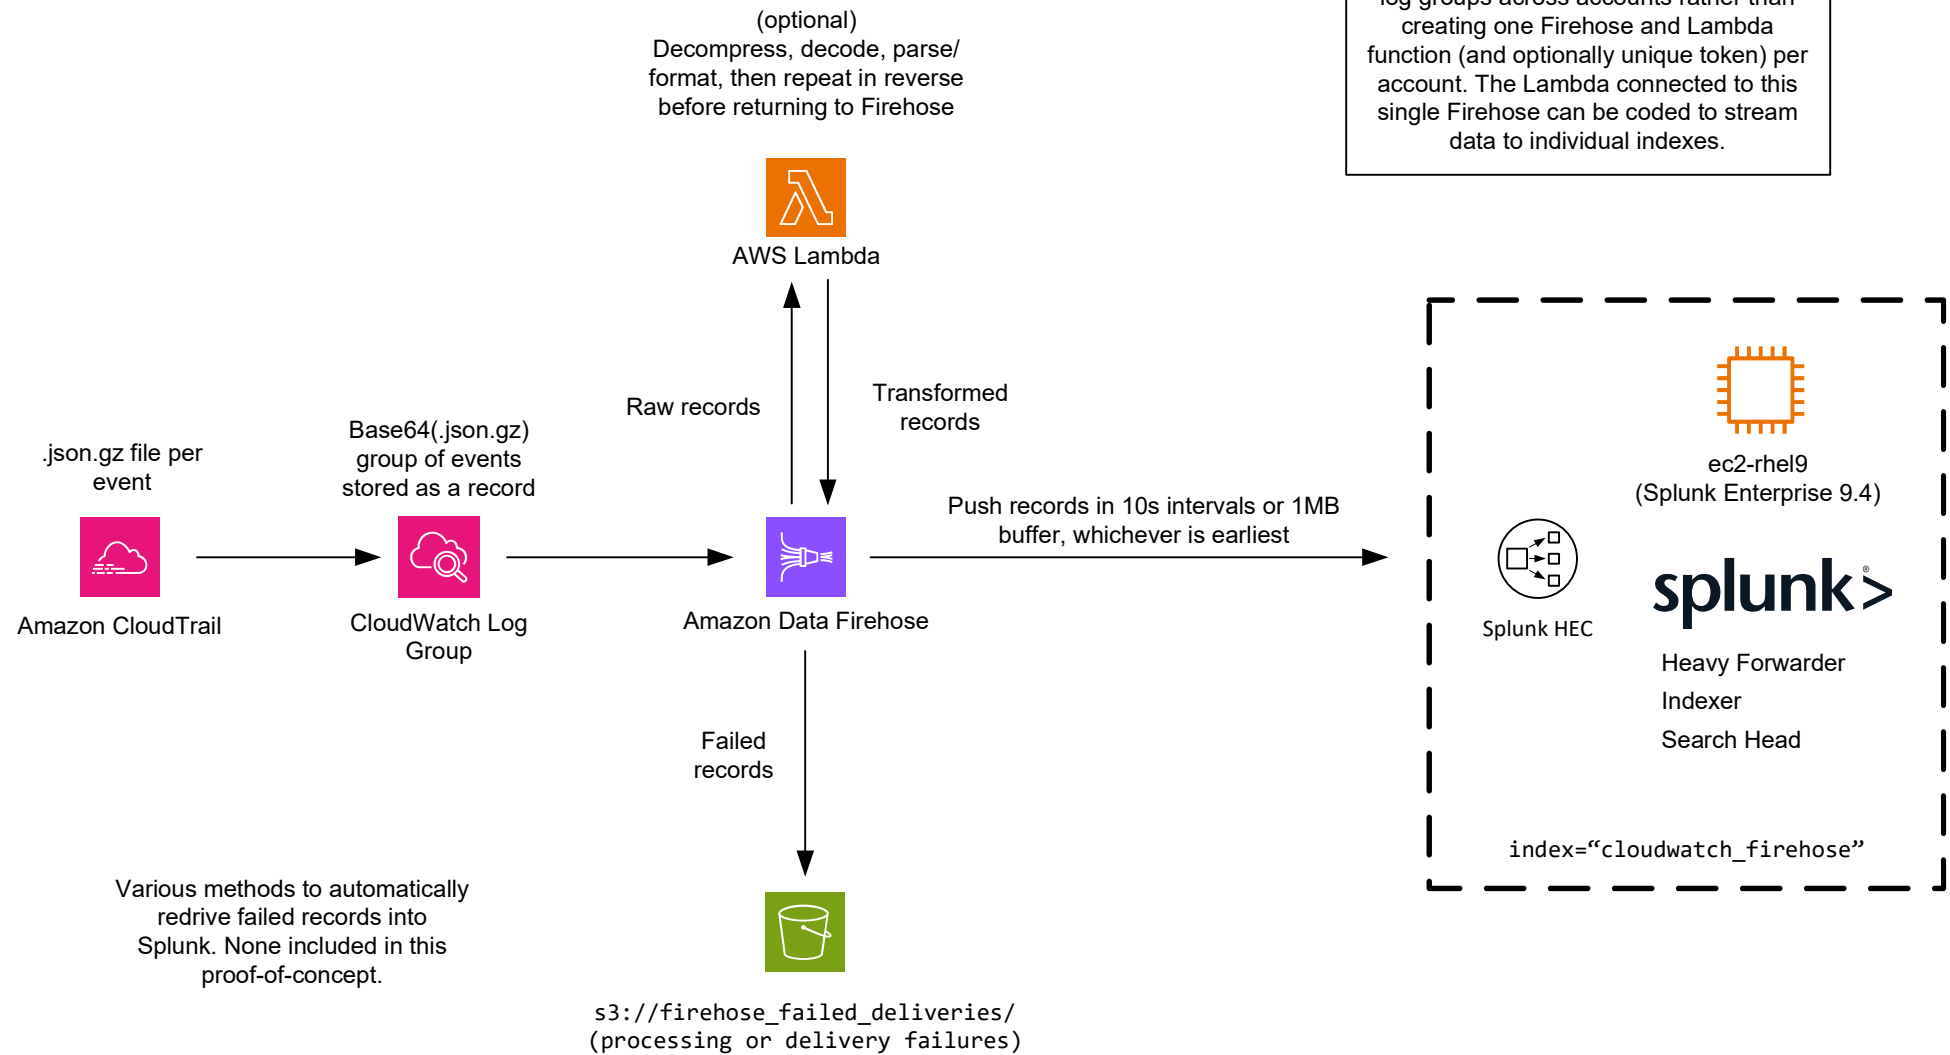 (optional)
Decompress, decode, parse/
format, then repeat in reverse
before returning to Firehose
log groups across accounts rather than
creating one Firehose and Lambda
function (and optionally unique token) per
account. The Lambda connected to this
single Firehose can be coded to stream
data to individual indexes.
AWS Lambda
Raw records
Transformed
records
.json.gz file per
event
Base64(.json.gz)
group of events
stored as a record
Amazon CloudTrail
CloudWatch Log
Group
Amazon Data Firehose
Push records in 10s intervals or 1MB
buffer, whichever is earliest
ec2-rhel9
(Splunk Enterprise 9.4)
Splunk HEC
splunk>®
Heavy Forwarder
Indexer
Search Head
index=“cloudwatch_firehose”
Failed
records
Various methods to automatically
redrive failed records into
Splunk. None included in this
proof-of-concept.
s3://firehose_failed_deliveries/
(processing or delivery failures)